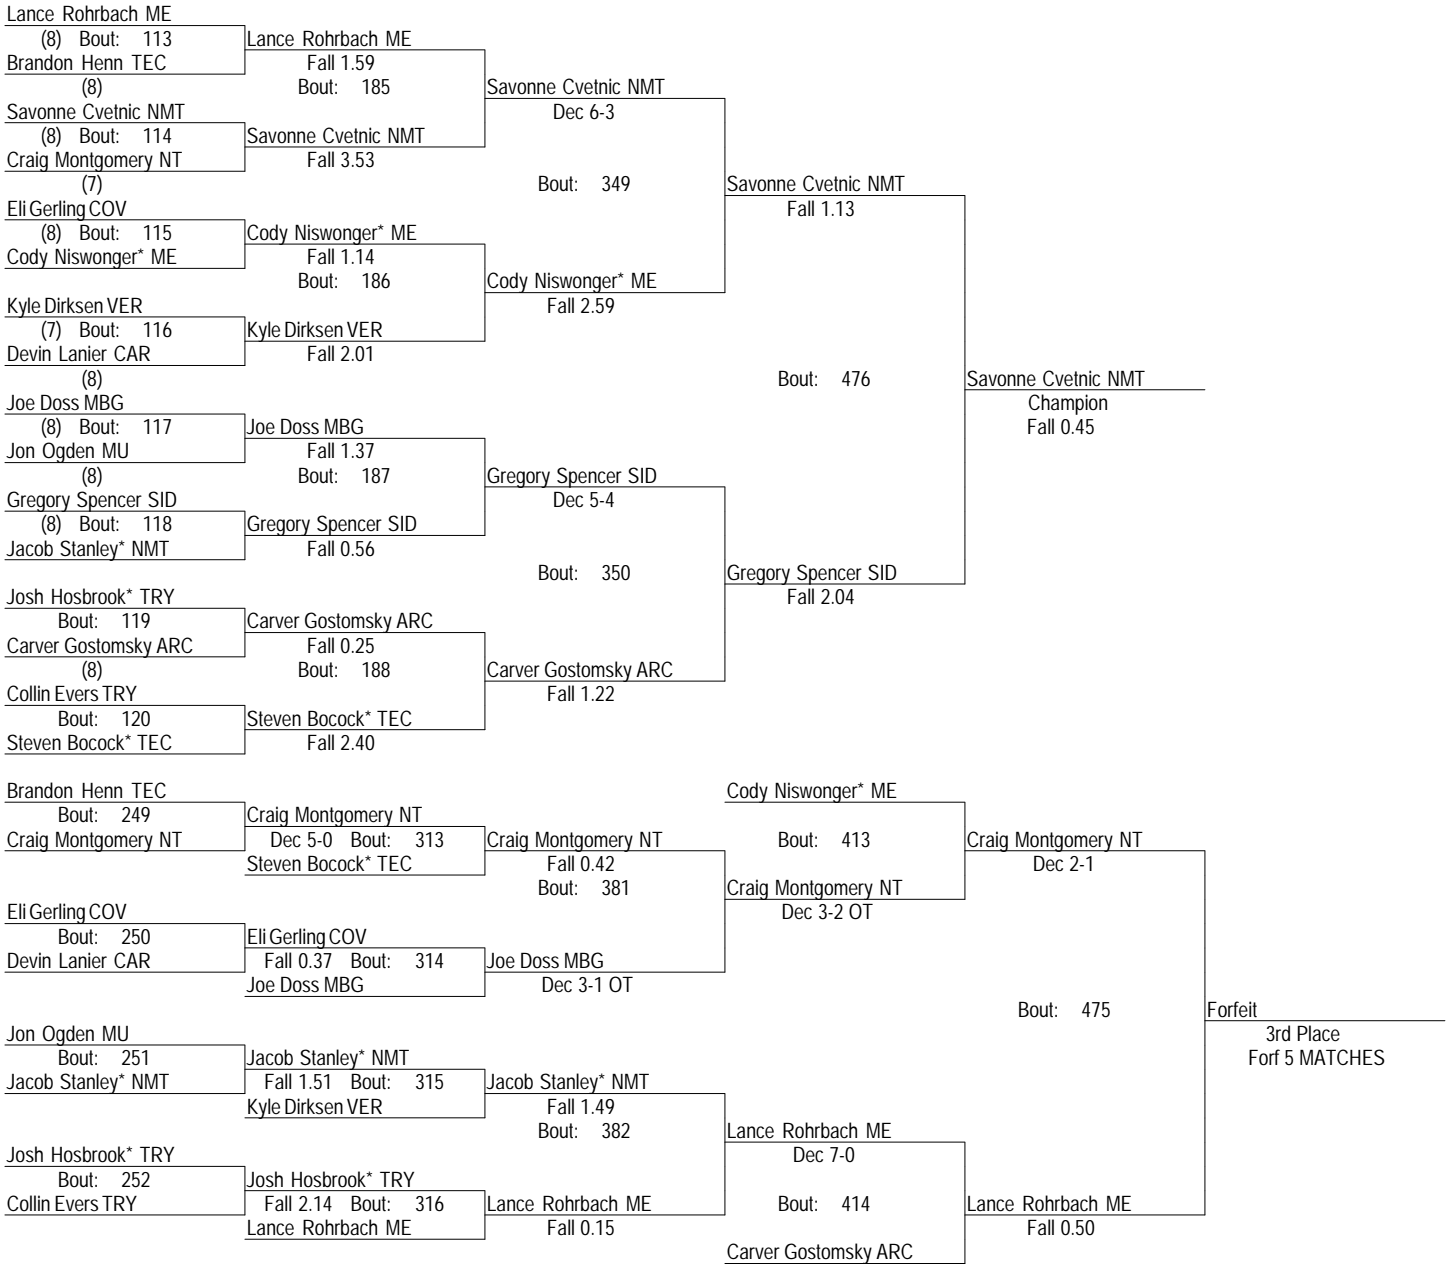 Lance Rohrbach ME
(8) Bout: 113 Lance Rohrbach ME
Brandon Henn TEC Fall 1.59
(8) Bout: 185 Savonne Cvetnic NMT
Savonne Cvetnic NMT Dec 6-3
(8) Bout: 114 Savonne Cvetnic NMT
Craig Montgomery NT Fall 3.53
(7) Bout: 349 Savonne Cvetnic NMT
Eli Gerling COV Fall 1.13
(8) Bout: 115 Cody Niswonger* ME
Cody Niswonger* ME Fall 1.14
Bout: 186 Cody Niswonger* ME
Kyle Dirksen VER Fall 2.59
(7) Bout: 116 Kyle Dirksen VER
Devin Lanier CAR Fall 2.01
(8) Bout: 476 Savonne Cvetnic NMT
Joe Doss MBG Champion
(8) Bout: 117 Joe Doss MBG Fall 0.45
Jon Ogden MU Fall 1.37
(8) Bout: 187 Gregory Spencer SID
Gregory Spencer SID Dec 5-4
(8) Bout: 118 Gregory Spencer SID
Jacob Stanley* NMT Fall 0.56
Bout: 350 Gregory Spencer SID
Josh Hosbrook* TRY Fall 2.04
Bout: 119 Carver Gostomsky ARC
Carver Gostomsky ARC Fall 0.25
(8) Bout: 188 Carver Gostomsky ARC
Collin Evers TRY Fall 1.22
Bout: 120 Steven Bocock* TEC
Steven Bocock* TEC Fall 2.40
Brandon Henn TEC Cody Niswonger* ME
Bout: 249 Craig Montgomery NT
Craig Montgomery NT Dec 5-0 Bout: 313 Craig Montgomery NT Bout: 413 Craig Montgomery NT
Steven Bocock* TEC Fall 0.42 Dec 2-1
Bout: 381 Craig Montgomery NT
Eli Gerling COV Dec 3-2 OT
Bout: 250 Eli Gerling COV
Devin Lanier CAR Fall 0.37 Bout: 314 Joe Doss MBG
Joe Doss MBG Dec 3-1 OT
Bout: 475 Forfeit
Jon Ogden MU 3rd Place
Bout: 251 Jacob Stanley* NMT Forf 5 MATCHES
Jacob Stanley* NMT Fall 1.51 Bout: 315 Jacob Stanley* NMT
Kyle Dirksen VER Fall 1.49
Bout: 382 Lance Rohrbach ME
Josh Hosbrook* TRY Dec 7-0
Bout: 252 Josh Hosbrook* TRY
Collin Evers TRY Fall 2.14 Bout: 316 Lance Rohrbach ME Bout: 414 Lance Rohrbach ME
Lance Rohrbach ME Fall 0.15 Fall 0.50
Carver Gostomsky ARC